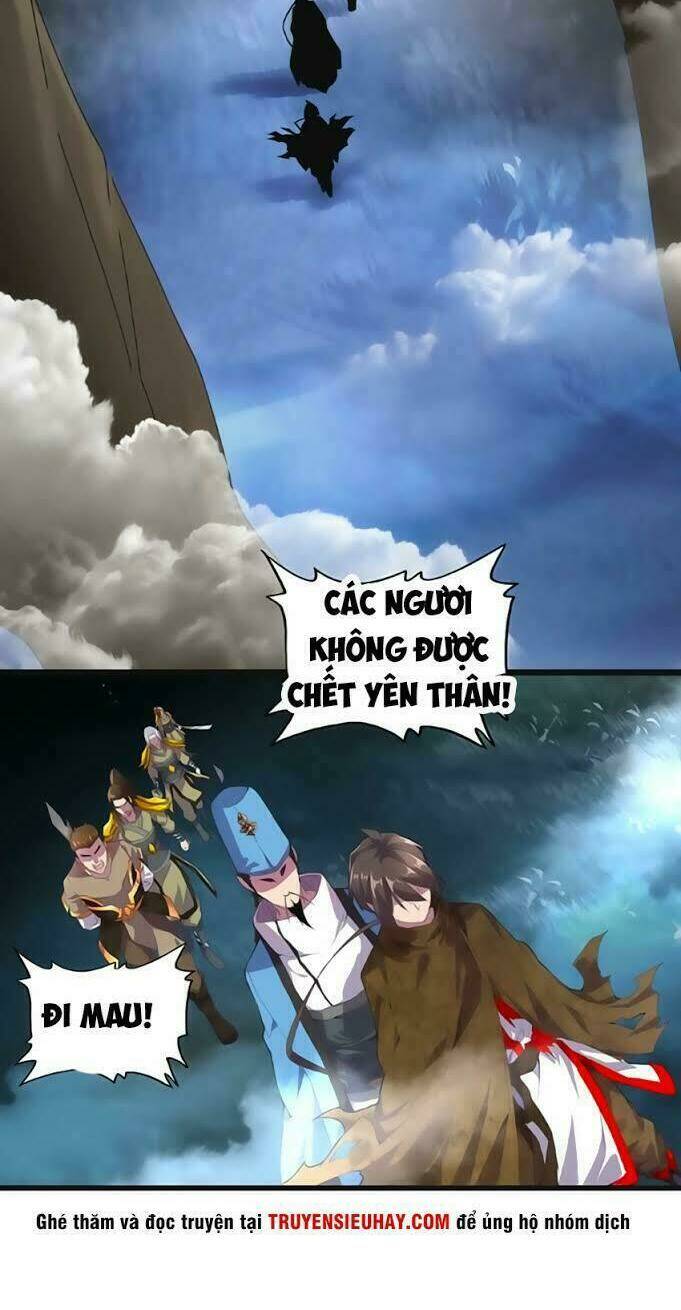 CÁC NGƯƠI
KHÔNG ĐƯỢC
CHẾT YÊN THÂN!
ĐI MAU!
Ghé thăm và đọc truyện tại TRUYENSIEUHAY.COM để ủng hộ nhóm dịch